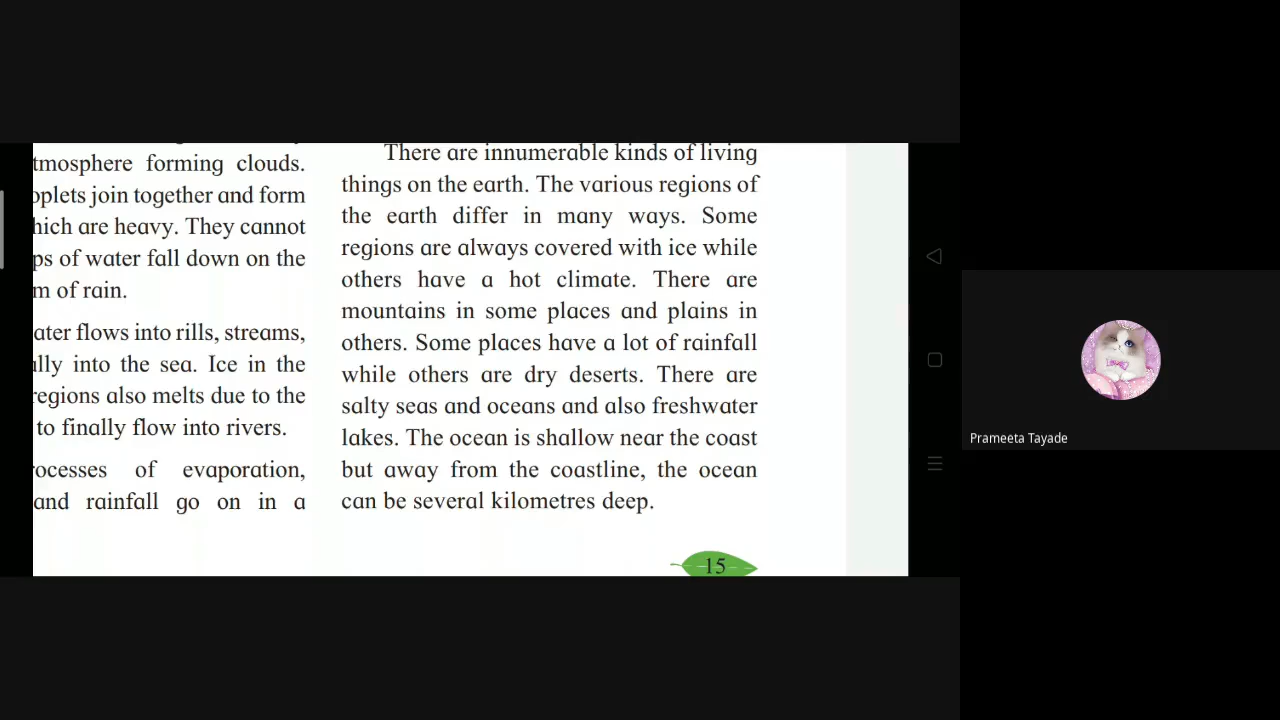 tmosphere forming clouds.
oplets join together and form
hich are heavy. They cannot
ps of water fall down on the
m of rain.
ater flows into rills, streams,
ally into the sea. Ice in the
regions also melts due to the
to finally flow into rivers.
rocesses of evaporation,
and rainfall go on in a
There are innumerable kinds of living
things on the earth. The various regions of
the earth differ in many ways. Some
regions are always covered with ice while
others have a hot climate. There are
mountains in some places and plains in
others. Some places have a lot of rainfall
while others are dry deserts. There are
salty seas and oceans and also freshwater
lakes. The ocean is shallow near the coast
but away from the coastline, the ocean
can be several kilometres deep.
15
Prameeta Tayade